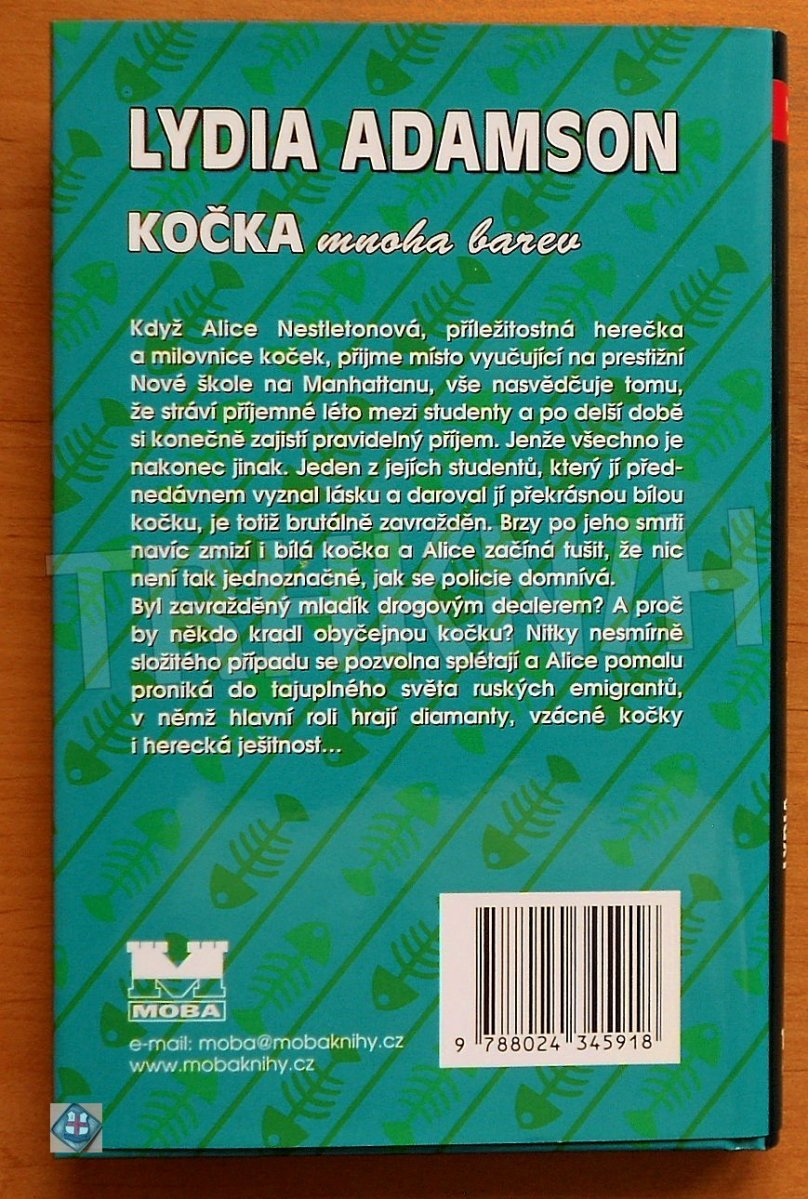 LYDIA ADAMSON
KOČKA mnoha barev
Když Alice Nestletonová, příležitostná herečka
a milovnice koček, přijme místo vyučující na prestižní
Nové škole na Manhattanu, vše nasvědčuje tomu,
že stráví příjemné léto mezi studenty a po delší době
si konečně zajistí pravidelný příjem. Jenže všechno je
nakonec jinak. Jeden z jejích studentů, který jí před-
nedávnem vyznal lásku a daroval jí překrásnou bílou
kočku, je totiž brutálně zavražděn. Brzy po jeho smrti
navíc zmizí i bílá kočka a Alice začíná tušit, že nic
není tak jednoznačné, jak se policie domnívá.
Byl zavražděný mladík drogovým dealerem? A proč
by někdo kradl obyčejnou kočku? Nitky nesmírně
složitého případu se pozvolna splétají a Alice pomalu
proniká do tajuplného světa ruských emigrantů,
v němž hlavní roli hrají diamanty, vzácné kočky
i herecká ješitnost...
TRHKNIH
LYDIA
MOBA
e-mail: moba@mobaknihy.cz
www.mobaknihy.cz
9 788024 345918